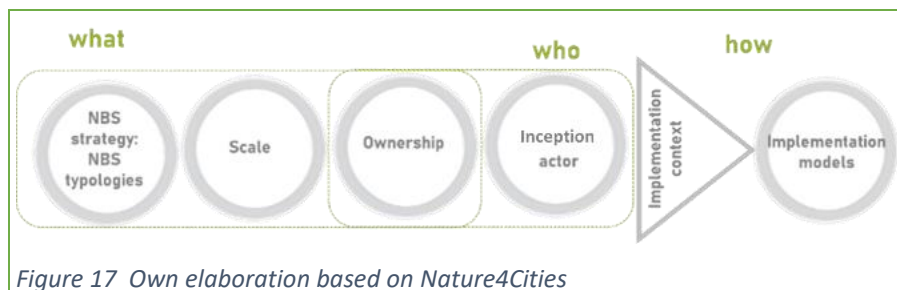 what
who
how
NBS
strategy:
NBS
typologies
Scale
Ownership
Inception
actor
Implementation
context
Implementation
models
Figure 17 Own elaboration based on Nature4Cities